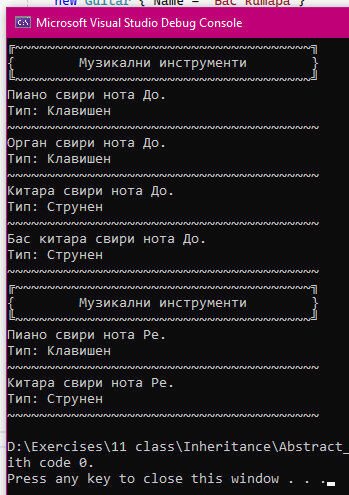 new Guitar { Name = "Бас китара" }
Microsoft Visual Studio Debug Console
╔~~~~~~~~~~~~~~~~~~~~~~~~~~~~~~~~~~~~~╗
{        Музикални инструменти        }
╚~~~~~~~~~~~~~~~~~~~~~~~~~~~~~~~~~~~~~╝
Пиано свири нота До.
Тип: Клавишен
~~~~~~~~~~~~~~~~~~~~~~~~~~~~~~~~~~~~~~~
Орган свири нота До.
Тип: Клавишен
~~~~~~~~~~~~~~~~~~~~~~~~~~~~~~~~~~~~~~~
Китара свири нота До.
Тип: Струнен
~~~~~~~~~~~~~~~~~~~~~~~~~~~~~~~~~~~~~~~
Бас китара свири нота До.
Тип: Струнен
~~~~~~~~~~~~~~~~~~~~~~~~~~~~~~~~~~~~~~~
╔~~~~~~~~~~~~~~~~~~~~~~~~~~~~~~~~~~~~~╗
{        Музикални инструменти        }
╚~~~~~~~~~~~~~~~~~~~~~~~~~~~~~~~~~~~~~╝
Пиано свири нота Ре.
Тип: Клавишен
~~~~~~~~~~~~~~~~~~~~~~~~~~~~~~~~~~~~~~~
Китара свири нота Ре.
Тип: Струнен
~~~~~~~~~~~~~~~~~~~~~~~~~~~~~~~~~~~~~~~
D:\Exercises\11 class\Inheritance\Abstract_
ith code 0.
Press any key to close this window . . .